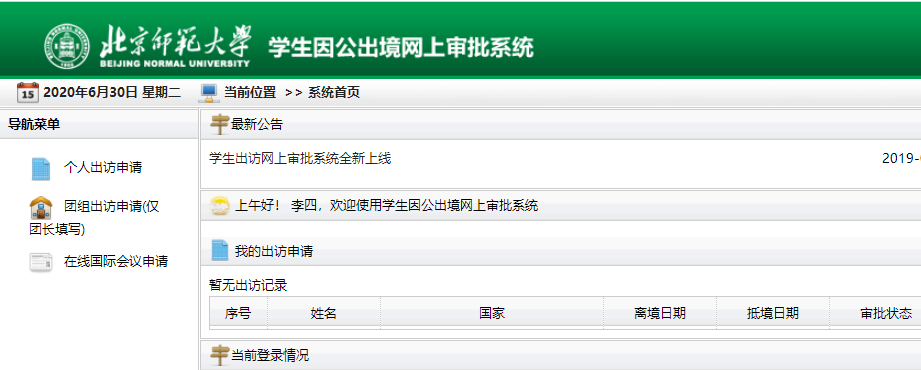 北京师范大学
BEIJING NORMAL UNIVERSITY
学生因公出境网上审批系统
15 2020年6月30日 星期二 当前位置 >> 系统首页
导航菜单
个人出访申请
团组出访申请(仅
团长填写)
在线国际会议申请
最新公告
学生出访网上审批系统全新上线 2019-
上午好！ 李四，欢迎使用学生因公出境网上审批系统
我的出访申请
暂无出访记录
序号 姓名 国家 离境日期 抵境日期 审批状态
当前登录情况